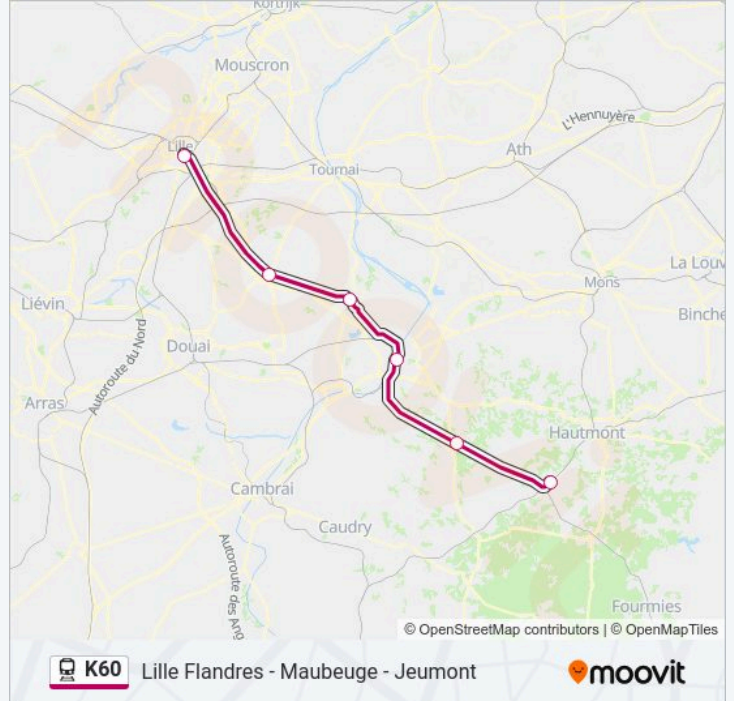 Kortrijk
Mouscron
L'Hennuyère
Lille
Ath
Tournai
Mons
La Louv
Liévin
Binche
Autoroute du Nord
Douai
Arras
Hautmont
Cambrai
Caudry
Autoroute des Ang
Fourmies
© OpenStreetMap contributors | © OpenMapTiles
K60 Lille Flandres - Maubeuge - Jeumont moovit